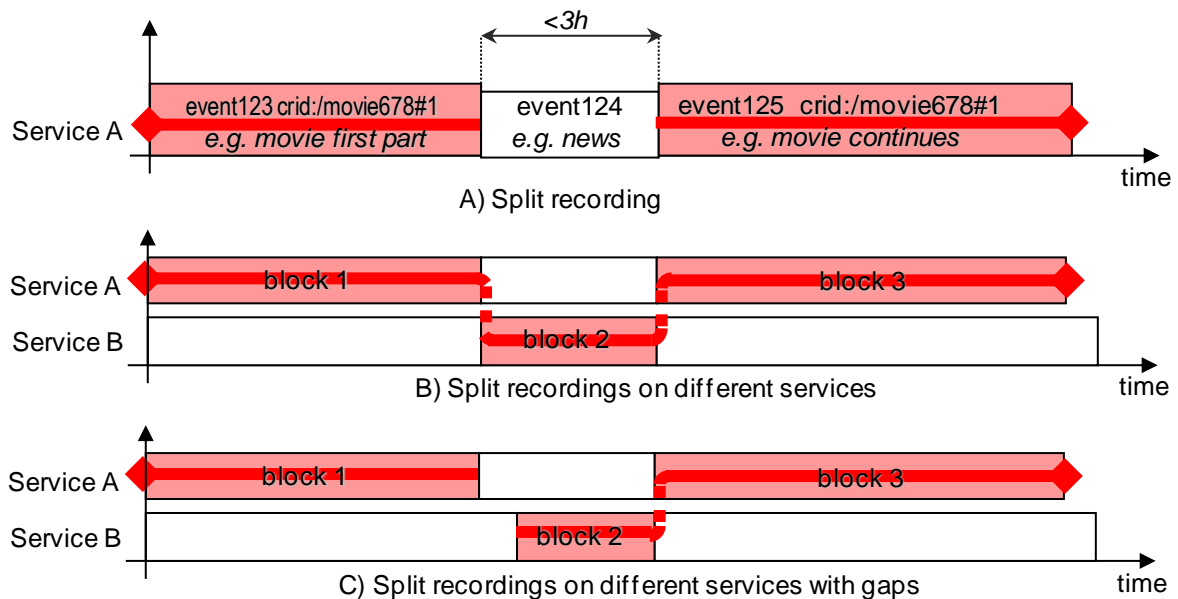 <3h
event123 crid:/movie678#1
e.g. movie first part
event124
e.g. news
event125 crid:/movie678#1
e.g. movie continues
Service A
time
A) Split recording
Service A
block 1
block 3
Service B
block 2
time
B) Split recordings on different services
Service A
block 1
block 3
Service B
block 2
time
C) Split recordings on different services with gaps